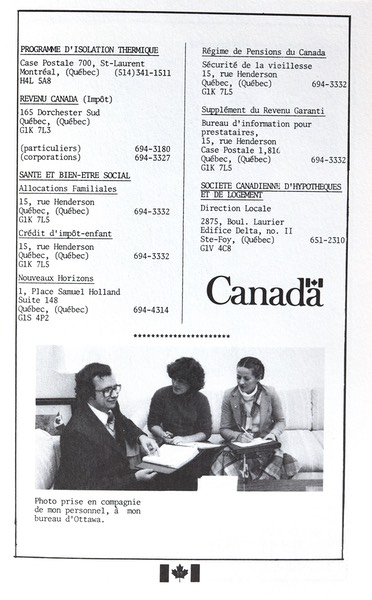 PROGRAMME D'ISOLATION THERMIQUE
Case Postale 700, St-Laurent
Montréal, (Québec) (514)341-1511
H4L 5A8
REVENU CANADA (Impôt)
165 Dorchester Sud
Québec, (Québec)
G1K 7L3
(particuliers) 694-3180
(corporations) 694-3327
SANTE ET BIEN-ETRE SOCIAL
Allocations Familiales
15, rue Henderson
Québec, (Québec) 694-3332
G1K 7L5
Crédit d'impôt-enfant
15, rue Henderson
Québec, (Québec) 694-3332
G1K 7L5
Nouveaux Horizons
1, Place Samuel Holland
Suite 148
Québec, (Québec) 694-4314
G1S 4P2
Régime de Pensions du Canada
Sécurité de la vieillesse
15, rue Henderson
Québec, (Québec) 694-3332
G1K 7L5
Supplément du Revenu Garanti
Bureau d'information pour
prestataires,
15, rue Henderson
Case Postale 1,816
Québec, (Québec) 694-3332
G1K 7L5
SOCIETE CANADIENNE D'HYPOTHEQUES
ET DE LOGEMENT
Direction Locale
2875, Boul. Laurier
Edifice Delta, no. II
Ste-Foy, (Québec) 651-2310
G1V 4C8
Canada
**********************
Photo prise en compagnie
de mon personnel, à mon
bureau d'Ottawa.